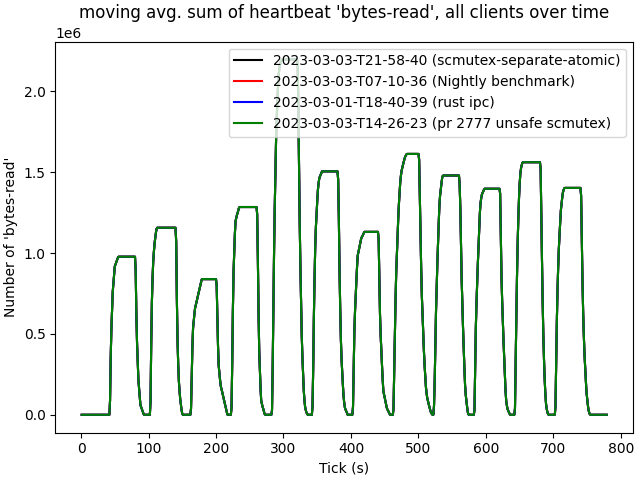 moving avg. sum of heartbeat 'bytes-read', all clients over time
1e6
2023-03-03-T21-58-40 (scmutex-separate-atomic)
2023-03-03-T07-10-36 (Nightly benchmark)
2023-03-01-T18-40-39 (rust ipc)
2023-03-03-T14-26-23 (pr 2777 unsafe scmutex)
Number of 'bytes-read'
2.0
1.5
1.0
0.5
0.0
0 100 200 300 400 500 600 700 800
Tick (s)